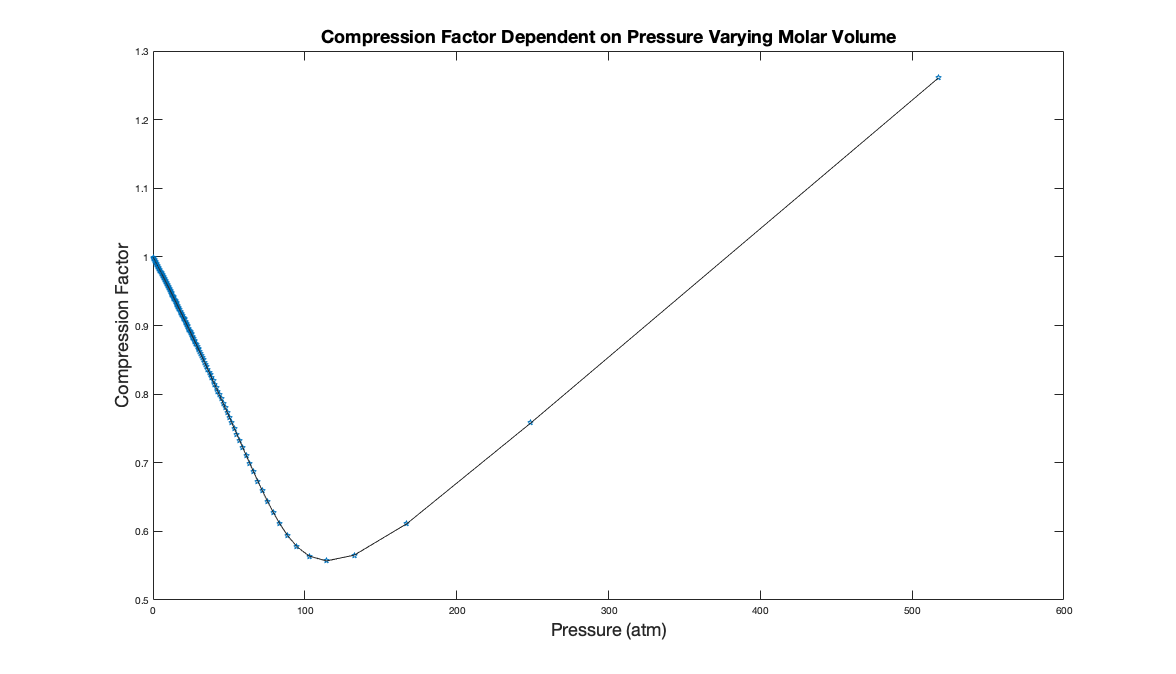 Compression Factor Dependent on Pressure Varying Molar Volume
1.3
1.2
1.1
1
0.9
0.8
0.7
0.6
0.5
Compression Factor
0 100 200 300 400 500 600
Pressure (atm)